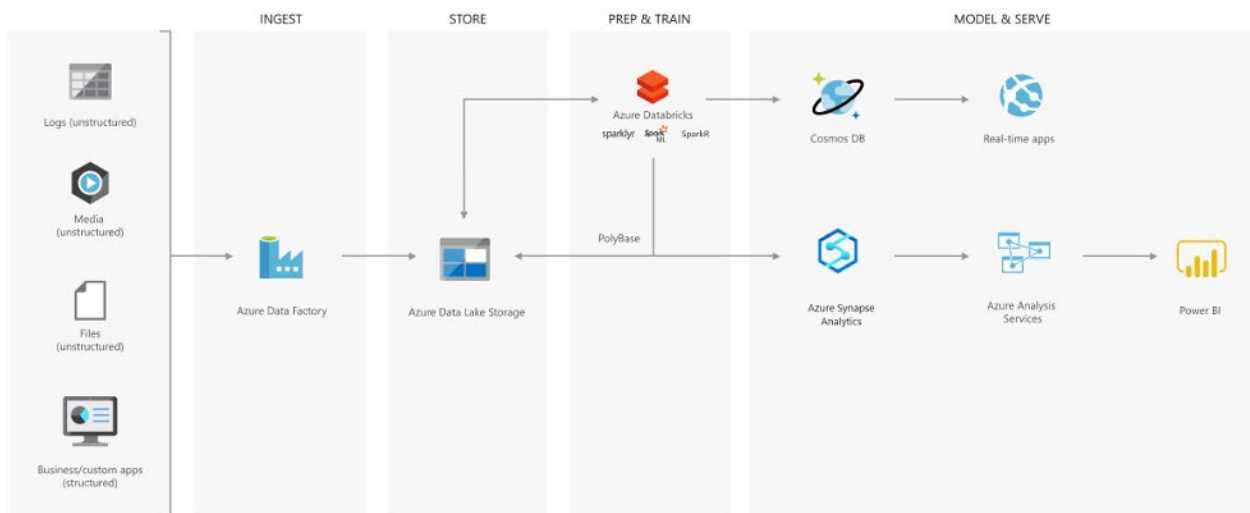 INGEST
STORE
PREP & TRAIN
MODEL & SERVE
Logs (unstructured)
Media
(unstructured)
Files
(unstructured)
Business/custom apps
(structured)
Azure Data Factory
Azure Data Lake Storage
Azure Databricks
sparklyr
Spark
ML
SparkR
PolyBase
Cosmos DB
Real-time apps
Azure Synapse
Analytics
Azure Analysis
Services
Power BI